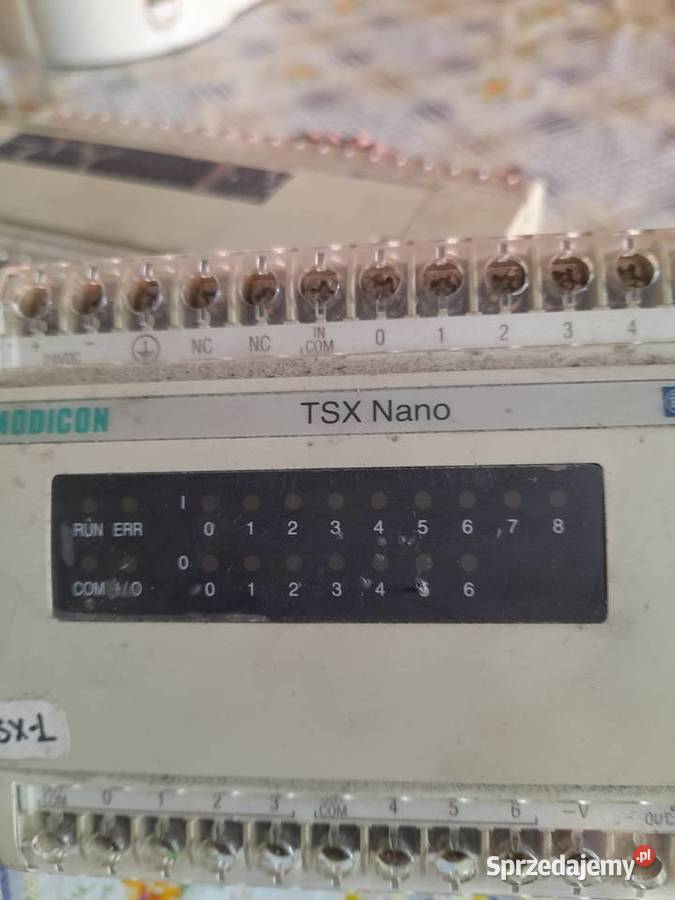 + 24VDC - NC NC IN COM 0 1 2 3 4
MODICON TSX Nano
I
RUN ERR 0 1 2 3 4 5 6 7 8
0
COM I/O 0 1 2 3 4 5 6
SX-1
COM 0 1 2 3 COM 4 5 6 -V OUT
Sprzedajemy.pl